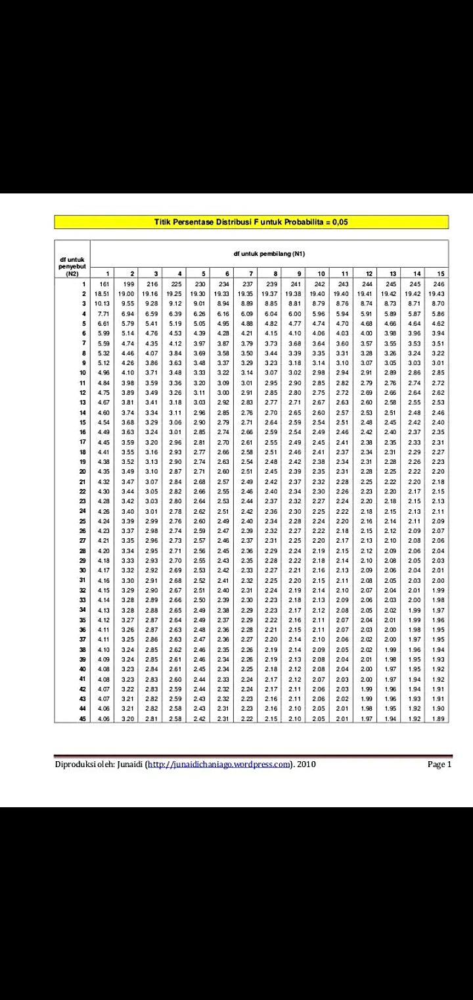 Titik Persentase Distribusi F untuk Probabilita = 0,05
df untuk penyebut (N2)
df untuk pembilang (N1)
1 2 3 4 5 6 7 8 9 10 11 12 13 14 15
1 161 199 216 225 230 234 237 239 241 242 243 244 245 245 246
2 18.51 19.00 19.16 19.25 19.30 19.33 19.35 19.37 19.38 19.40 19.40 19.41 19.42 19.42 19.43
3 10.13 9.55 9.28 9.12 9.01 8.94 8.89 8.85 8.81 8.79 8.76 8.74 8.73 8.71 8.70
4 7.71 6.94 6.59 6.39 6.26 6.16 6.09 6.04 6.00 5.96 5.94 5.91 5.89 5.87 5.86
5 6.61 5.79 5.41 5.19 5.05 4.95 4.88 4.82 4.77 4.74 4.70 4.68 4.66 4.64 4.62
6 5.99 5.14 4.76 4.53 4.39 4.28 4.21 4.15 4.10 4.06 4.03 4.00 3.98 3.96 3.94
7 5.59 4.74 4.35 4.12 3.97 3.87 3.79 3.73 3.68 3.64 3.60 3.57 3.55 3.53 3.51
8 5.32 4.46 4.07 3.84 3.69 3.58 3.50 3.44 3.39 3.35 3.31 3.28 3.26 3.24 3.22
9 5.12 4.26 3.86 3.63 3.48 3.37 3.29 3.23 3.18 3.14 3.10 3.07 3.05 3.03 3.01
10 4.96 4.10 3.71 3.48 3.33 3.22 3.14 3.07 3.02 2.98 2.94 2.91 2.89 2.86 2.85
11 4.84 3.98 3.59 3.36 3.20 3.09 3.01 2.95 2.90 2.85 2.82 2.79 2.76 2.74 2.72
12 4.75 3.89 3.49 3.26 3.11 3.00 2.91 2.85 2.80 2.75 2.72 2.69 2.66 2.64 2.62
13 4.67 3.81 3.41 3.18 3.03 2.92 2.83 2.77 2.71 2.67 2.63 2.60 2.58 2.55 2.53
14 4.60 3.74 3.34 3.11 2.96 2.85 2.76 2.70 2.65 2.60 2.57 2.53 2.51 2.48 2.46
15 4.54 3.68 3.29 3.06 2.90 2.79 2.71 2.64 2.59 2.54 2.51 2.48 2.45 2.42 2.40
16 4.49 3.63 3.24 3.01 2.85 2.74 2.66 2.59 2.54 2.49 2.46 2.42 2.40 2.37 2.35
17 4.45 3.59 3.20 2.96 2.81 2.70 2.61 2.55 2.49 2.45 2.41 2.38 2.35 2.33 2.31
18 4.41 3.55 3.16 2.93 2.77 2.66 2.58 2.51 2.46 2.41 2.37 2.34 2.31 2.29 2.27
19 4.38 3.52 3.13 2.90 2.74 2.63 2.54 2.48 2.42 2.38 2.34 2.31 2.28 2.26 2.23
20 4.35 3.49 3.10 2.87 2.71 2.60 2.51 2.45 2.39 2.35 2.31 2.28 2.25 2.22 2.20
21 4.32 3.47 3.07 2.84 2.68 2.57 2.49 2.42 2.37 2.32 2.28 2.25 2.22 2.20 2.18
22 4.30 3.44 3.05 2.82 2.66 2.55 2.46 2.40 2.34 2.30 2.26 2.23 2.20 2.17 2.15
23 4.28 3.42 3.03 2.80 2.64 2.53 2.44 2.37 2.32 2.27 2.24 2.20 2.18 2.15 2.13
24 4.26 3.40 3.01 2.78 2.62 2.51 2.42 2.36 2.30 2.25 2.22 2.18 2.15 2.13 2.11
25 4.24 3.39 2.99 2.76 2.60 2.49 2.40 2.34 2.28 2.24 2.20 2.16 2.14 2.11 2.09
26 4.23 3.37 2.98 2.74 2.59 2.47 2.39 2.32 2.27 2.22 2.18 2.15 2.12 2.09 2.07
27 4.21 3.35 2.96 2.73 2.57 2.46 2.37 2.31 2.25 2.20 2.17 2.13 2.10 2.08 2.06
28 4.20 3.34 2.95 2.71 2.56 2.45 2.36 2.29 2.24 2.19 2.15 2.12 2.09 2.06 2.04
29 4.18 3.33 2.93 2.70 2.55 2.43 2.35 2.28 2.22 2.18 2.14 2.10 2.08 2.05 2.03
30 4.17 3.32 2.92 2.69 2.53 2.42 2.33 2.27 2.21 2.16 2.13 2.09 2.06 2.04 2.01
31 4.16 3.30 2.91 2.68 2.52 2.41 2.32 2.25 2.20 2.15 2.11 2.08 2.05 2.03 2.00
32 4.15 3.29 2.90 2.67 2.51 2.40 2.31 2.24 2.19 2.14 2.10 2.07 2.04 2.01 1.99
33 4.14 3.28 2.89 2.66 2.50 2.39 2.30 2.23 2.18 2.13 2.09 2.06 2.03 2.00 1.98
34 4.13 3.28 2.88 2.65 2.49 2.38 2.29 2.23 2.17 2.12 2.08 2.05 2.02 1.99 1.97
35 4.12 3.27 2.87 2.64 2.49 2.37 2.29 2.22 2.16 2.11 2.07 2.04 2.01 1.99 1.96
36 4.11 3.26 2.87 2.63 2.48 2.36 2.28 2.21 2.15 2.11 2.07 2.03 2.00 1.98 1.95
37 4.11 3.25 2.86 2.63 2.47 2.36 2.27 2.20 2.14 2.10 2.06 2.02 2.00 1.97 1.95
38 4.10 3.24 2.85 2.62 2.46 2.35 2.26 2.19 2.14 2.09 2.05 2.02 1.99 1.96 1.94
39 4.09 3.24 2.85 2.61 2.46 2.34 2.26 2.19 2.13 2.08 2.04 2.01 1.98 1.95 1.93
40 4.08 3.23 2.84 2.61 2.45 2.34 2.25 2.18 2.12 2.08 2.04 2.00 1.97 1.95 1.92
41 4.08 3.23 2.83 2.60 2.44 2.33 2.24 2.17 2.12 2.07 2.03 2.00 1.97 1.94 1.92
42 4.07 3.22 2.83 2.59 2.44 2.32 2.24 2.17 2.11 2.06 2.03 1.99 1.96 1.94 1.91
43 4.07 3.21 2.82 2.59 2.43 2.32 2.23 2.16 2.11 2.06 2.02 1.99 1.96 1.93 1.91
44 4.06 3.21 2.82 2.58 2.43 2.31 2.23 2.16 2.10 2.05 2.01 1.98 1.95 1.92 1.90
45 4.06 3.20 2.81 2.58 2.42 2.31 2.22 2.15 2.10 2.05 2.01 1.97 1.94 1.92 1.89
Diproduksi oleh: Junaidi (http://junaidichaniago.wordpress.com). 2010 Page 1